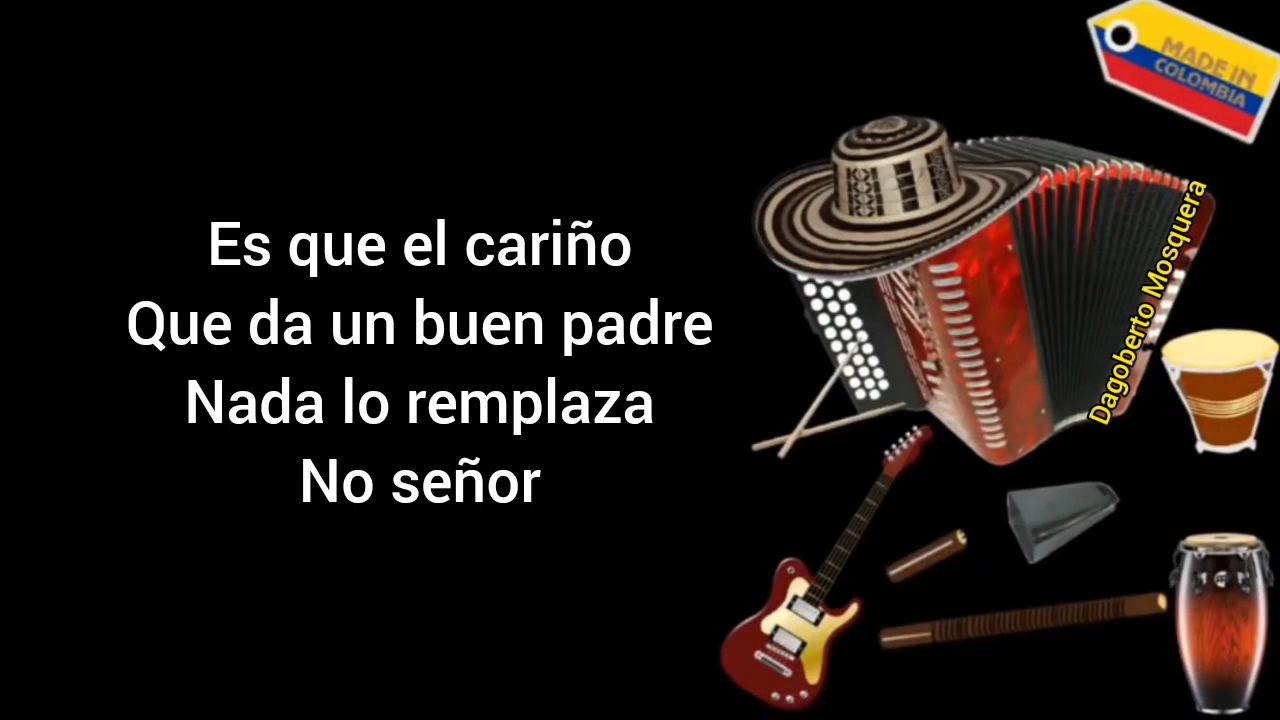 MADE IN
COLOMBIA
Es que el cariño
Que da un buen padre
Nada lo remplaza
No señor
Dagoberto Mosquera